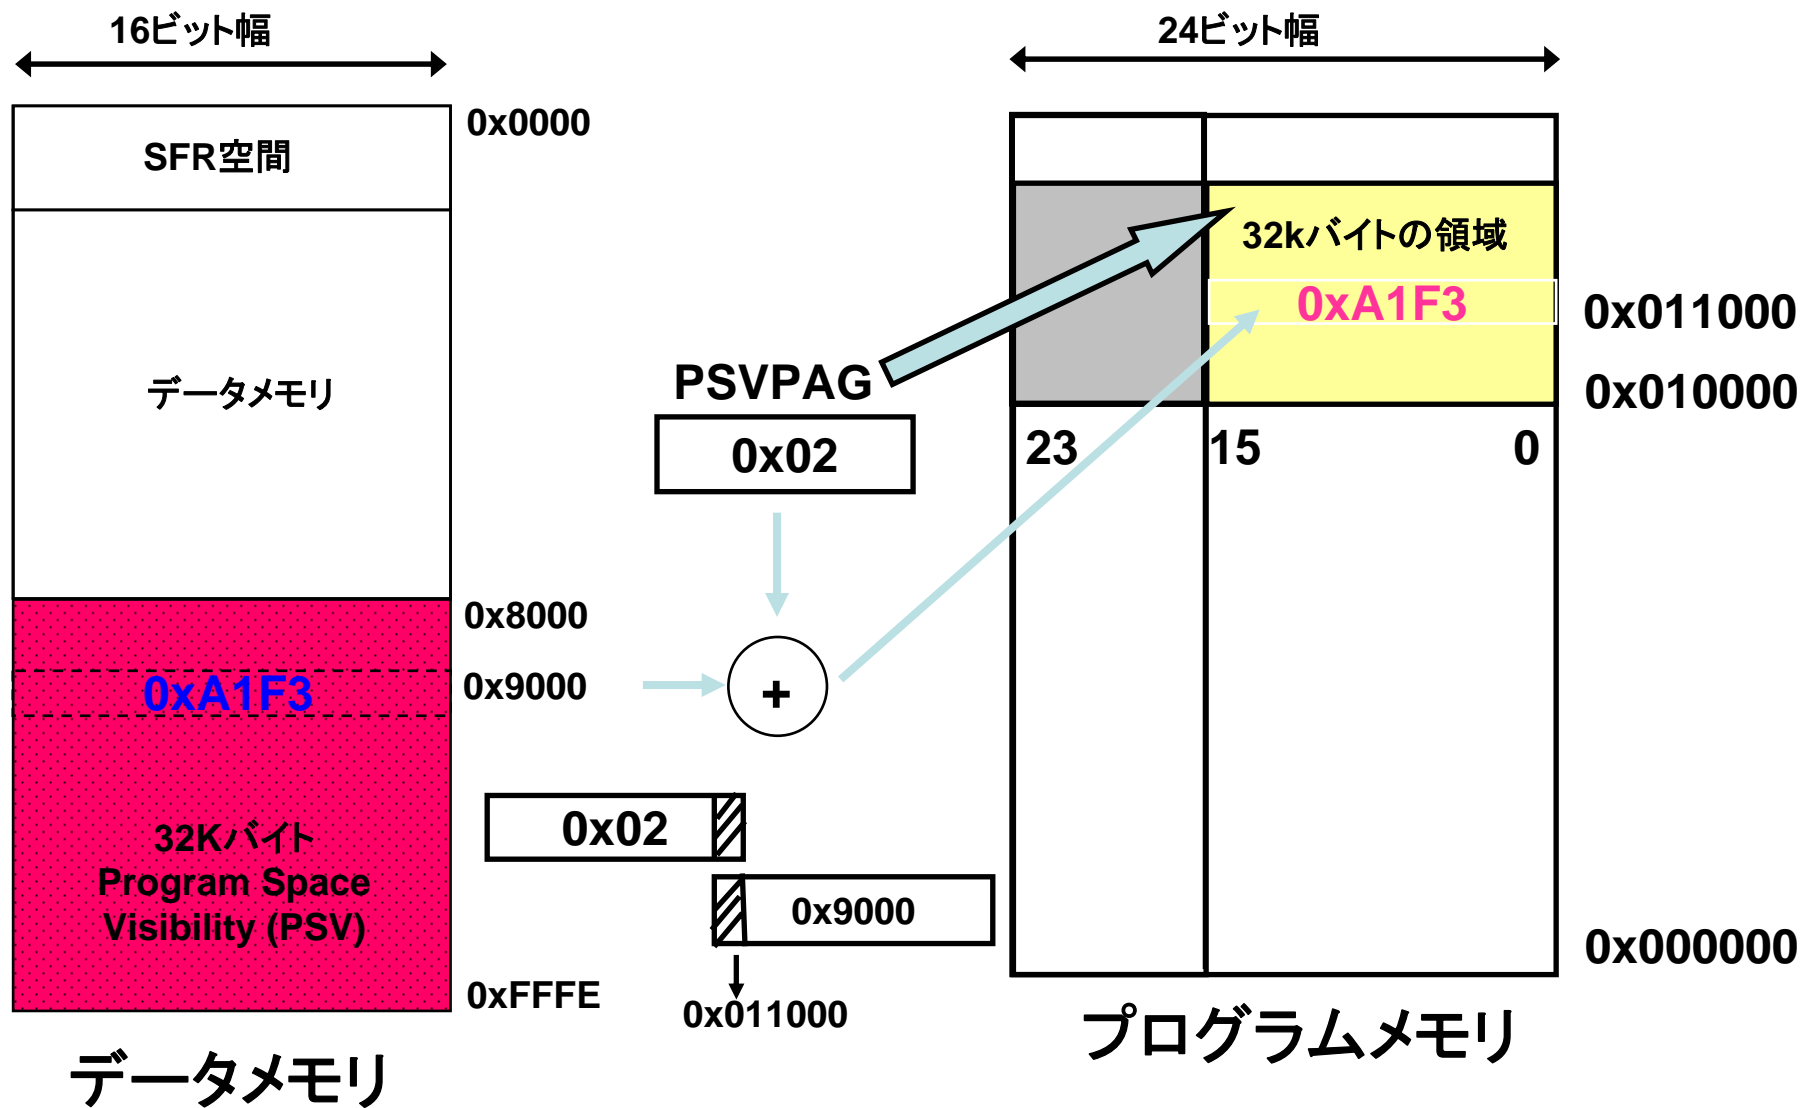 16ビット幅
0x0000
SFR空間
データメモリ
0x8000
0xA1F3
0x9000
32Kバイト
Program Space
Visibility (PSV)
0xFFFE
データメモリ
PSVPAG
0x02
+
0x02
0x9000
0x011000
24ビット幅
32kバイトの領域
0xA1F3
0x011000
0x010000
23
15
0
0x000000
プログラムメモリ